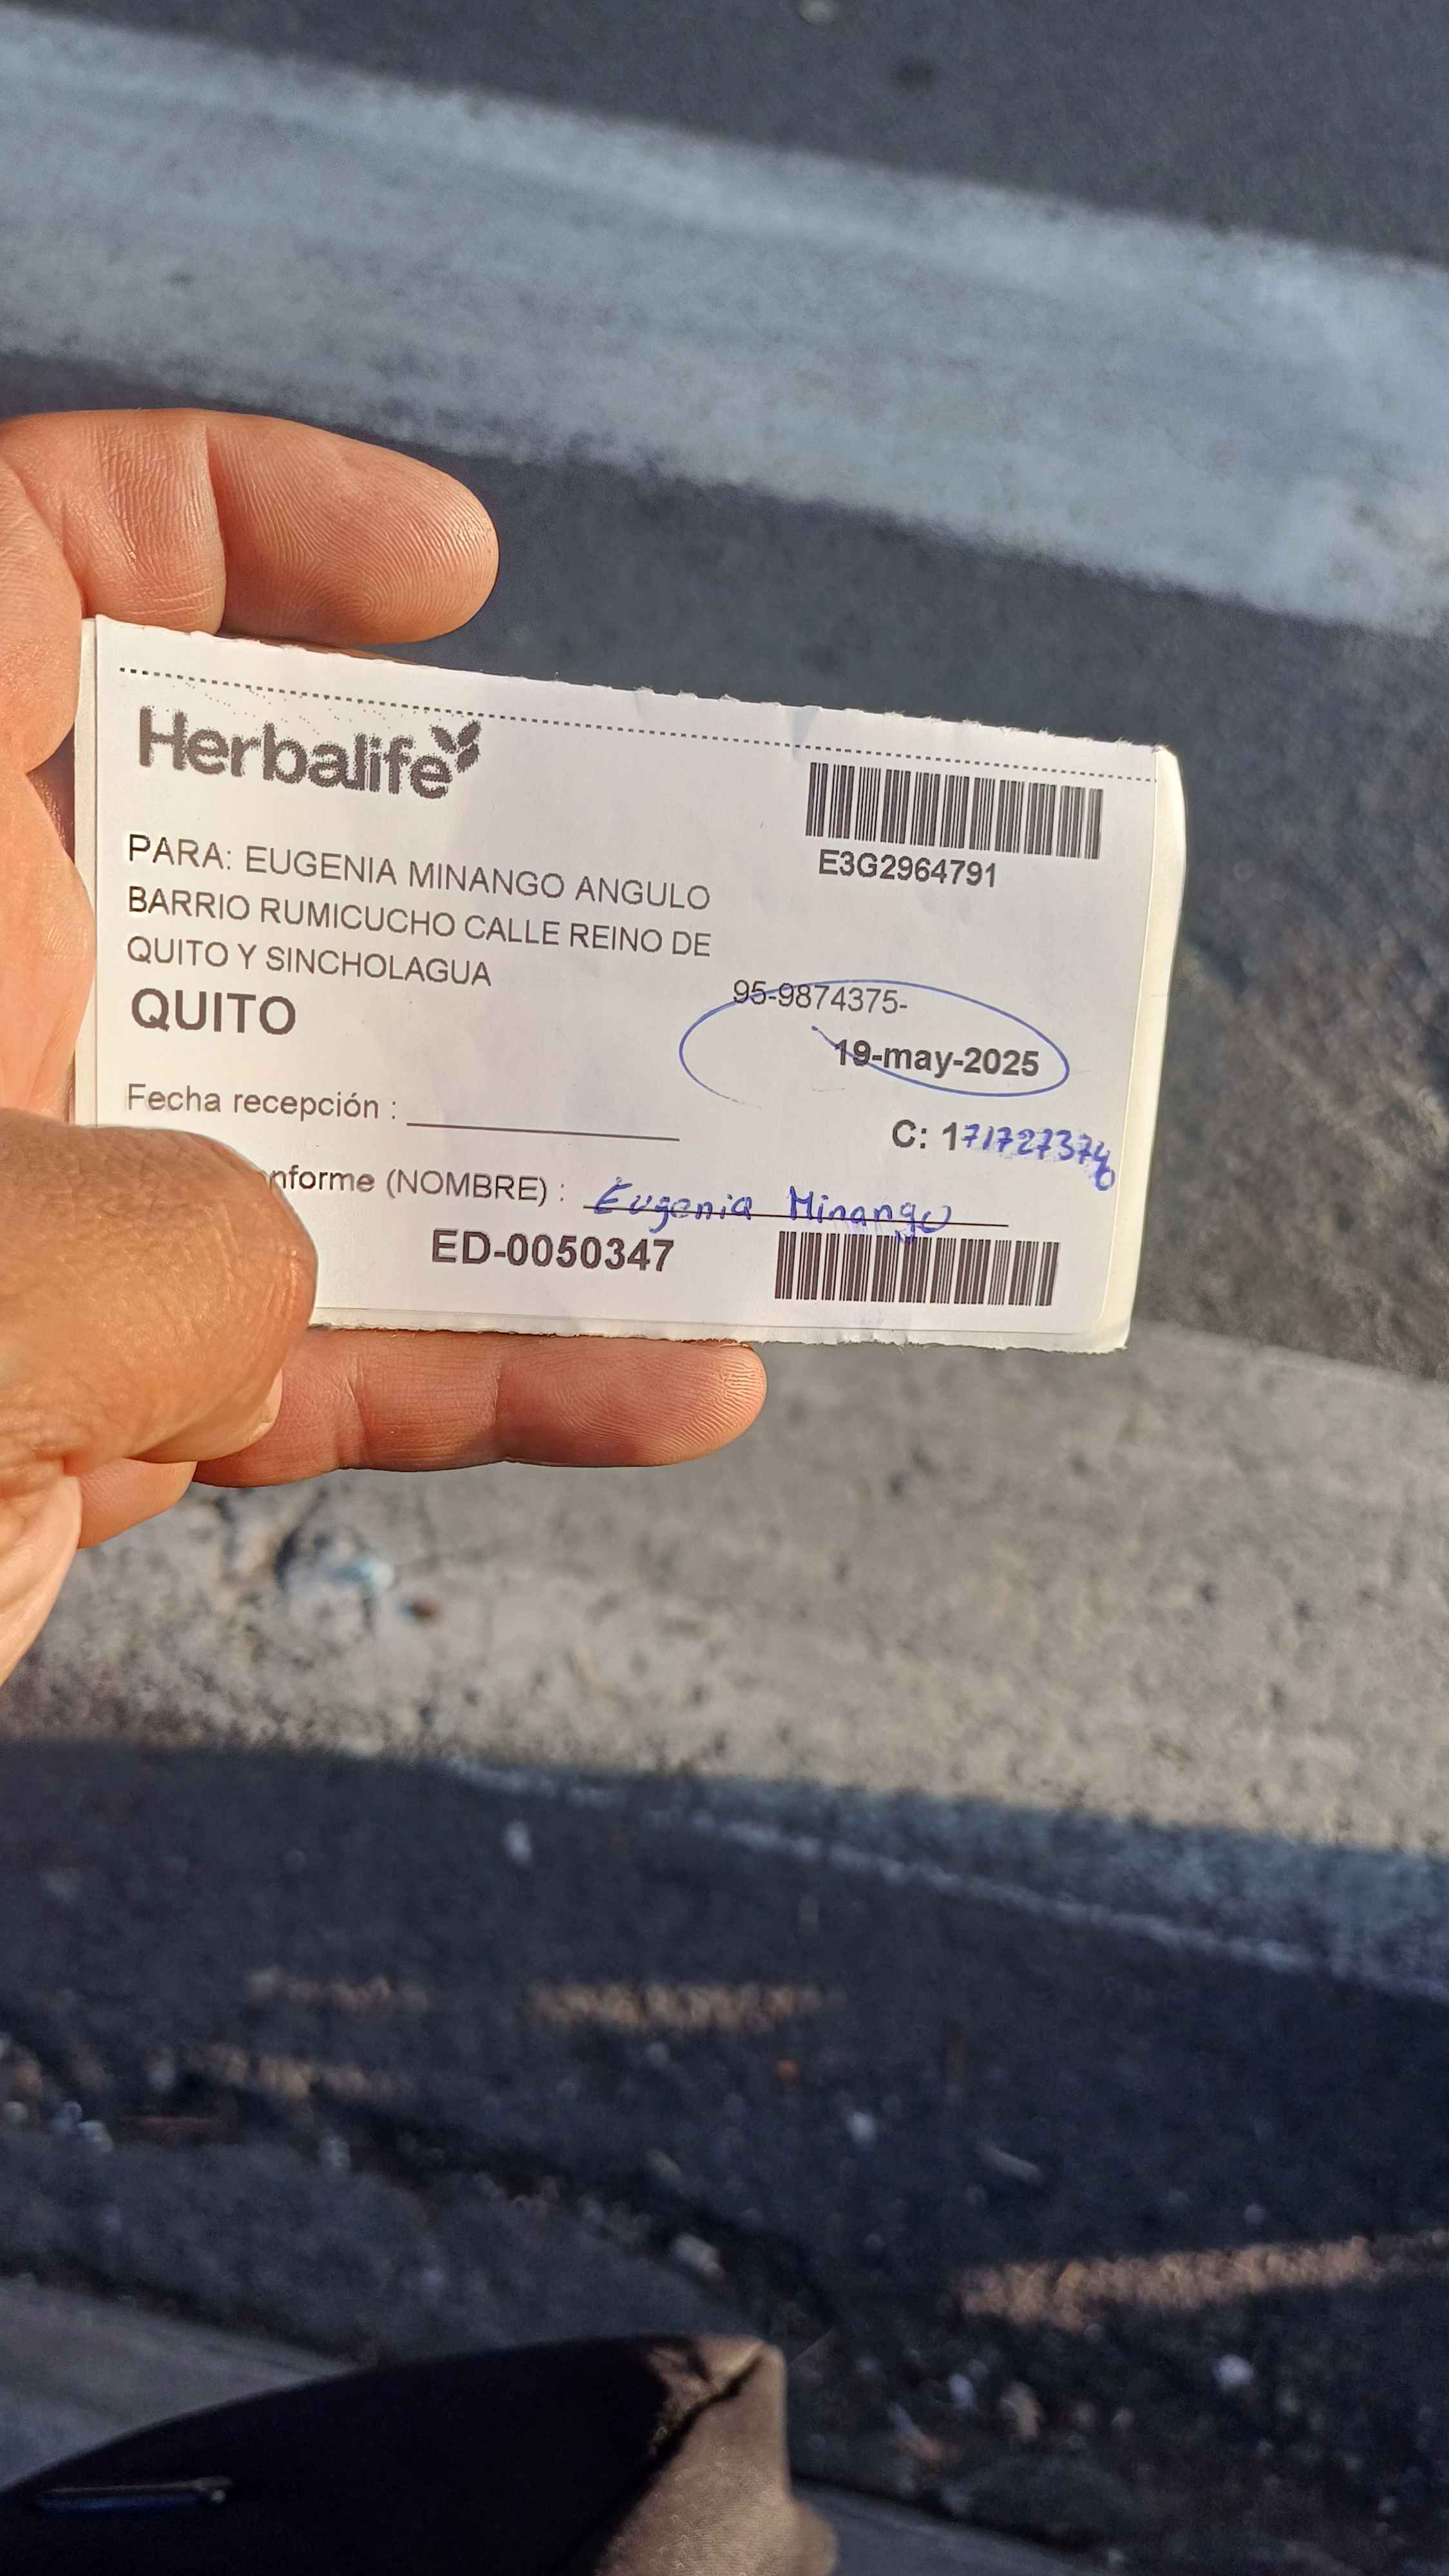 Herbalife
E3G2964791
PARA: EUGENIA MINANGO ANGULO
BARRIO RUMICUCHO CALLE REINO DE
QUITO Y SINCHOLAGUA
QUITO
95-9874375-
19-may-2025
Fecha recepción :
C: 1717273740
nforme (NOMBRE) : Eugenia Minango
ED-0050347